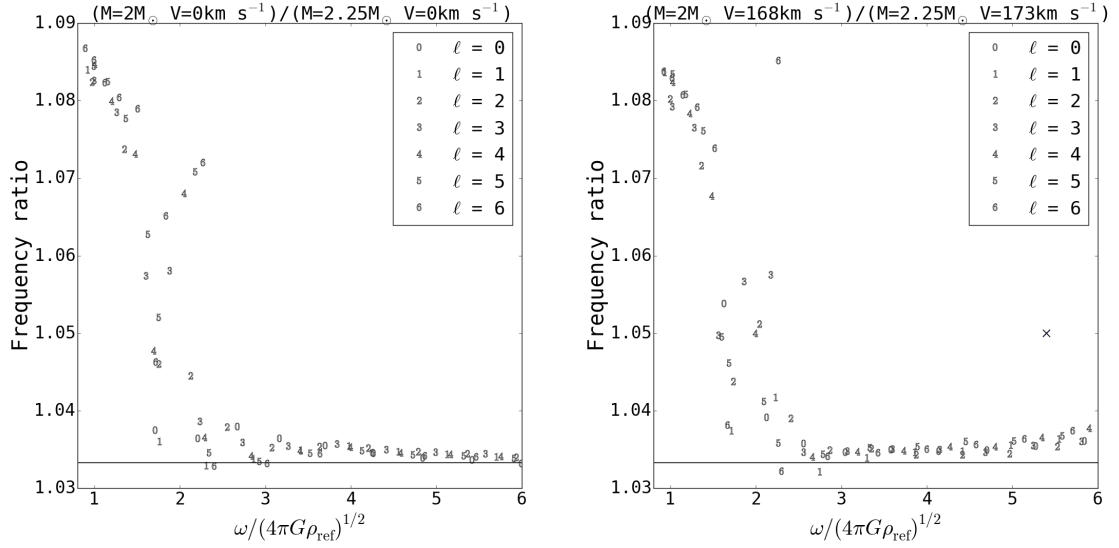 (M=2M⊙ V=0km s⁻¹)/(M=2.25M⊙ V=0km s⁻¹)
1.09
1.08
1.07
1.06
1.05
1.04
1.03
Frequency ratio
0 ℓ = 0
1 ℓ = 1
2 ℓ = 2
3 ℓ = 3
4 ℓ = 4
5 ℓ = 5
6 ℓ = 6
1 2 3 4 5 6
ω/(4πGρref)^1/2
(M=2M⊙ V=168km s⁻¹)/(M=2.25M⊙ V=173km s⁻¹)
1.09
1.08
1.07
1.06
1.05
1.04
1.03
Frequency ratio
0 ℓ = 0
1 ℓ = 1
2 ℓ = 2
3 ℓ = 3
4 ℓ = 4
5 ℓ = 5
6 ℓ = 6
1 2 3 4 5 6
ω/(4πGρref)^1/2